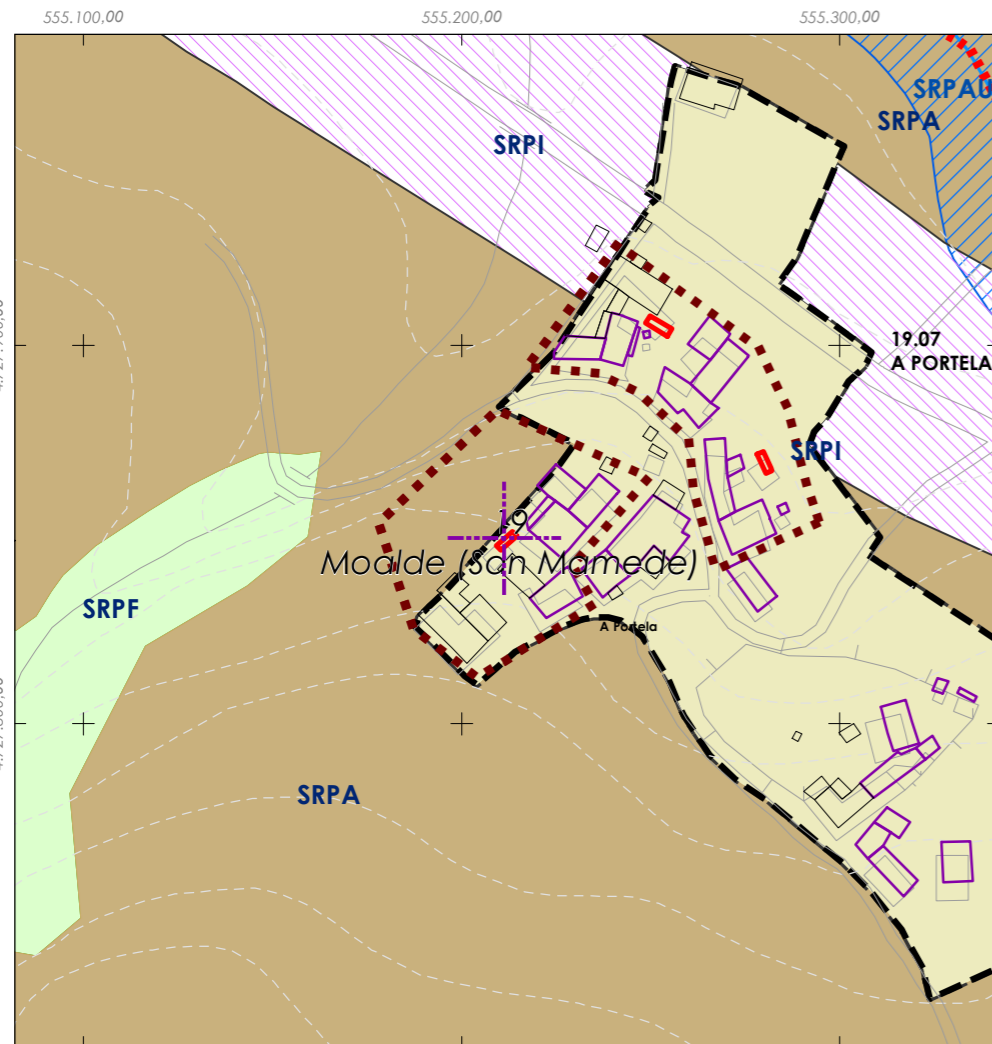 555.100,00
555.200,00
555.300,00
SRPAU
SRPA
SRPI
19.07
A PORTELA
SRPI
19
Moalde (San Mamede)
SRPF
A Portela
SRPA